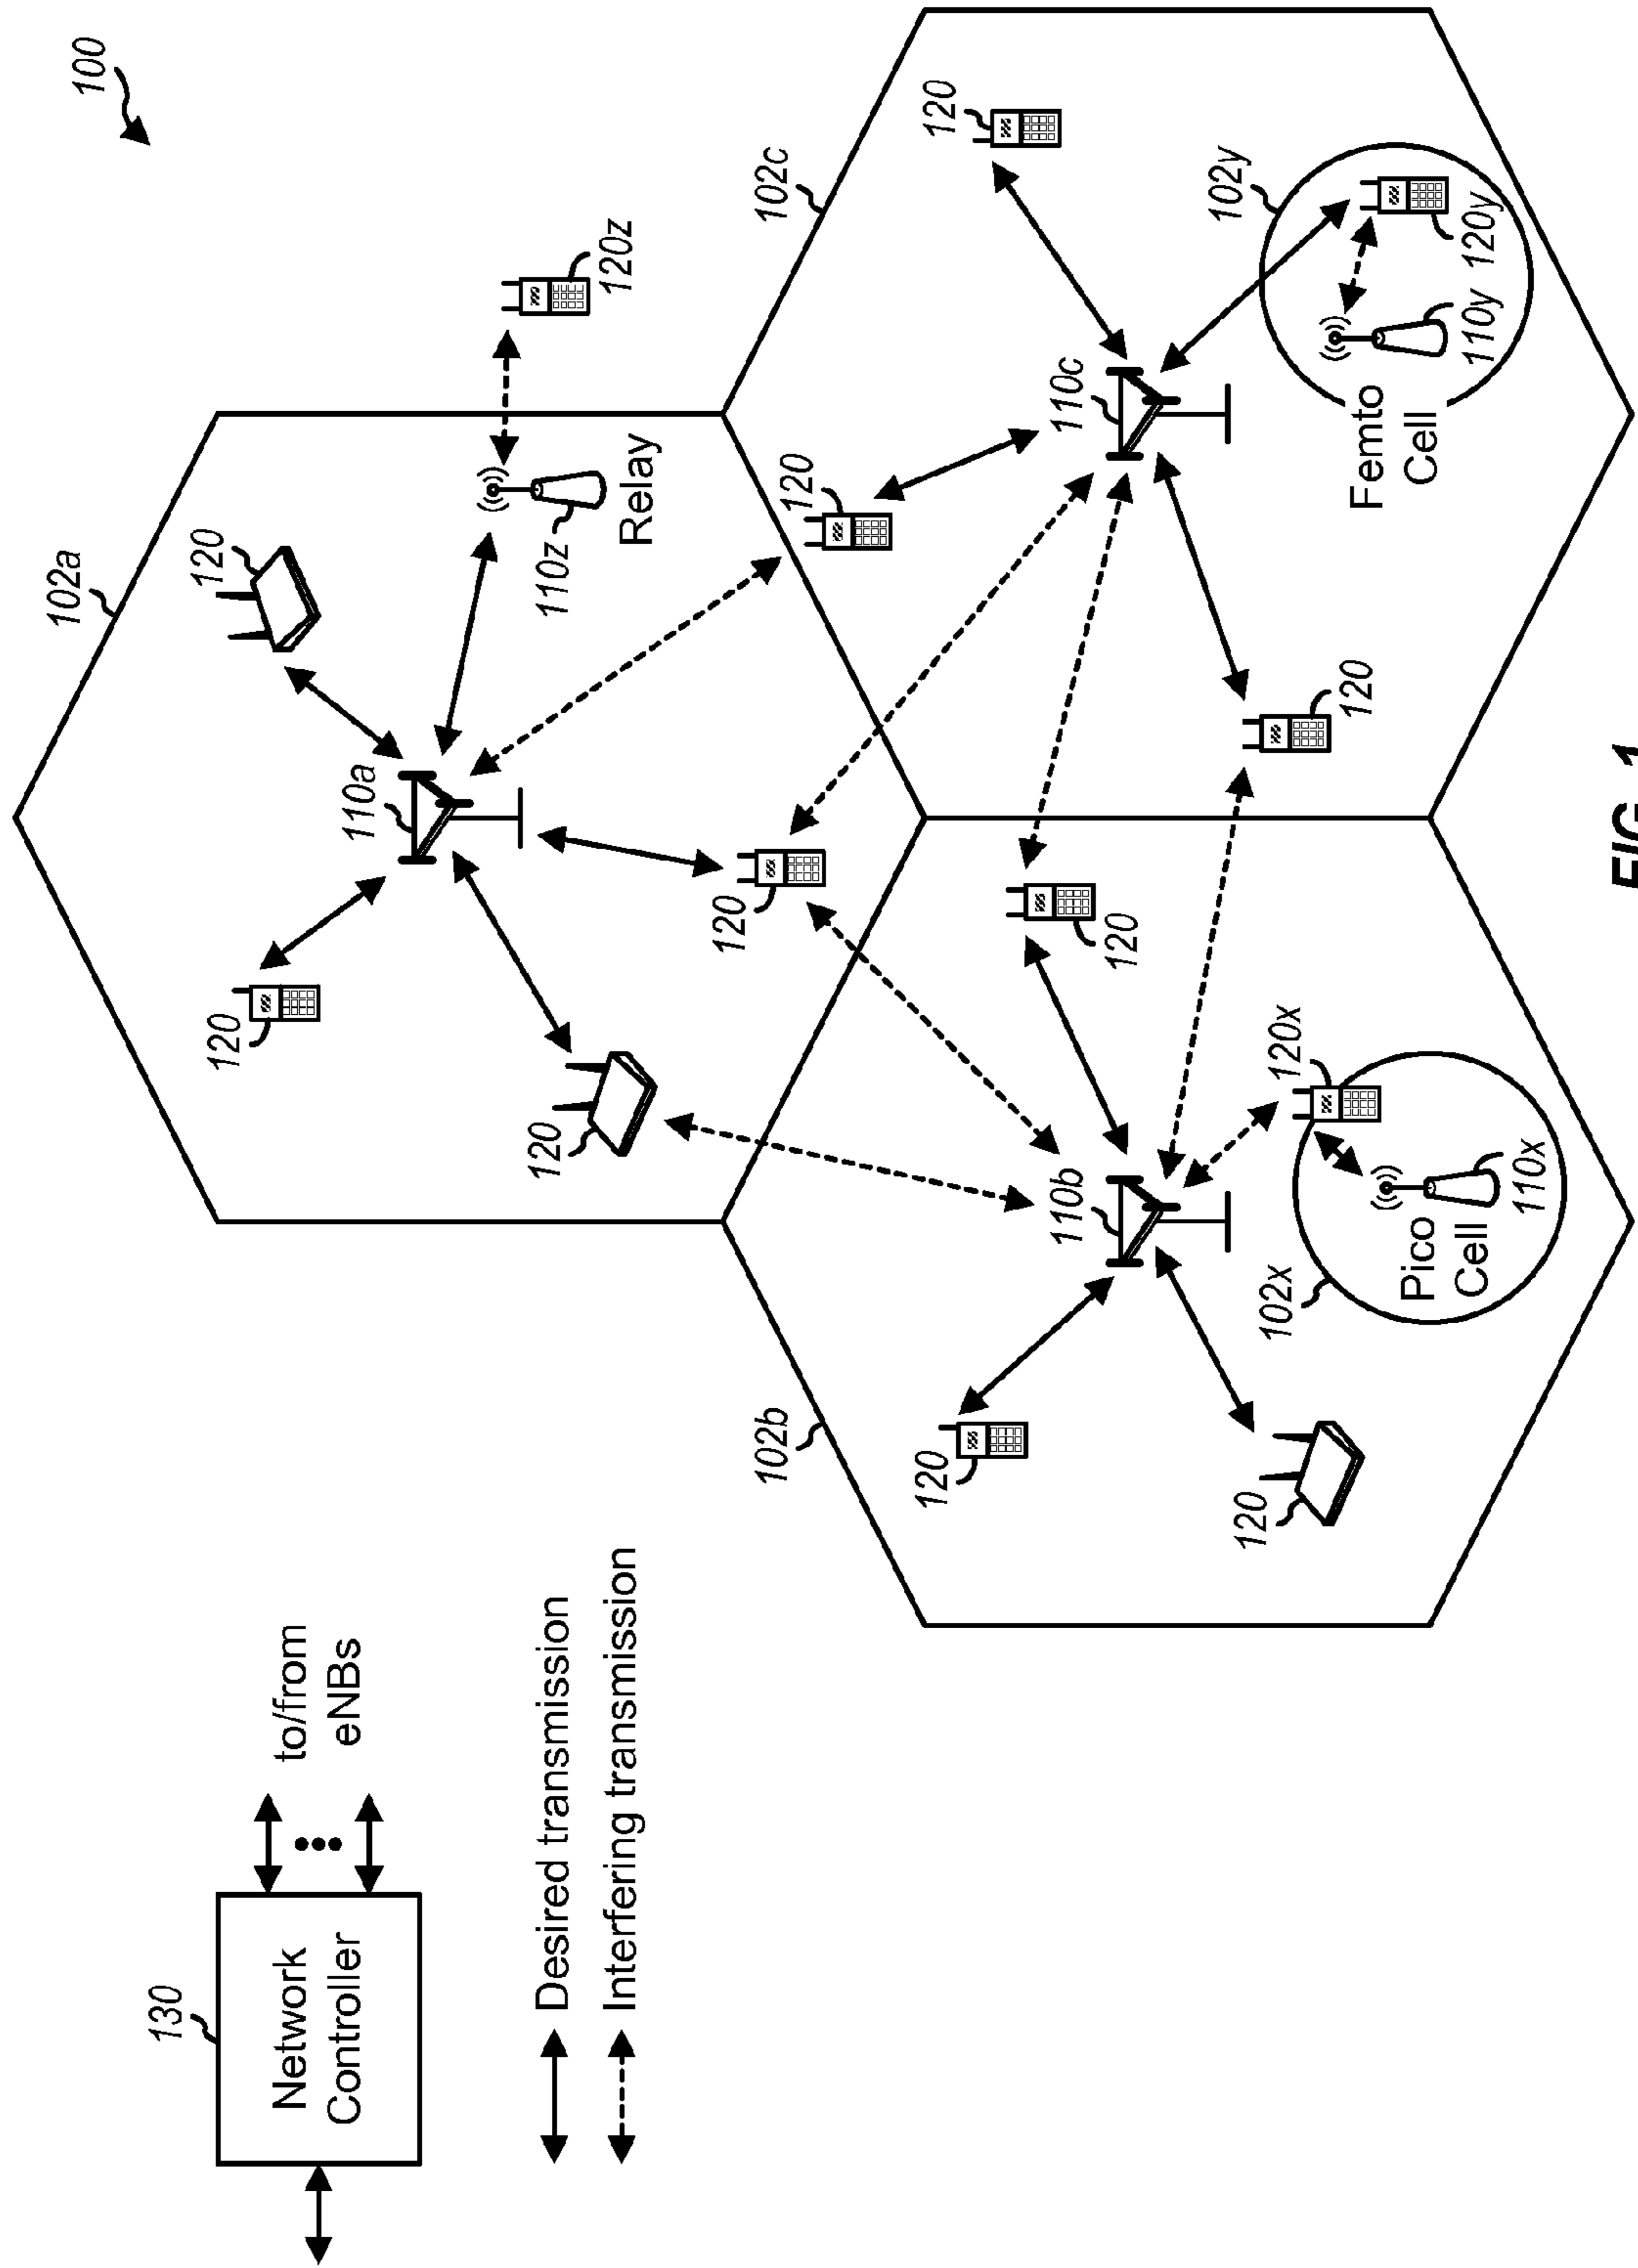 100
130
Network
Controller
to/from
eNBs
Desired transmission
Interfering transmission
102a
120
120
110a
120
110z
Relay
120z
120
120
102b
102c
120
120
120
110b
110c
120
120
120
102x
Pico
Cell
110x
120x
102y
Femto
Cell
110y
120y
FIG. 1